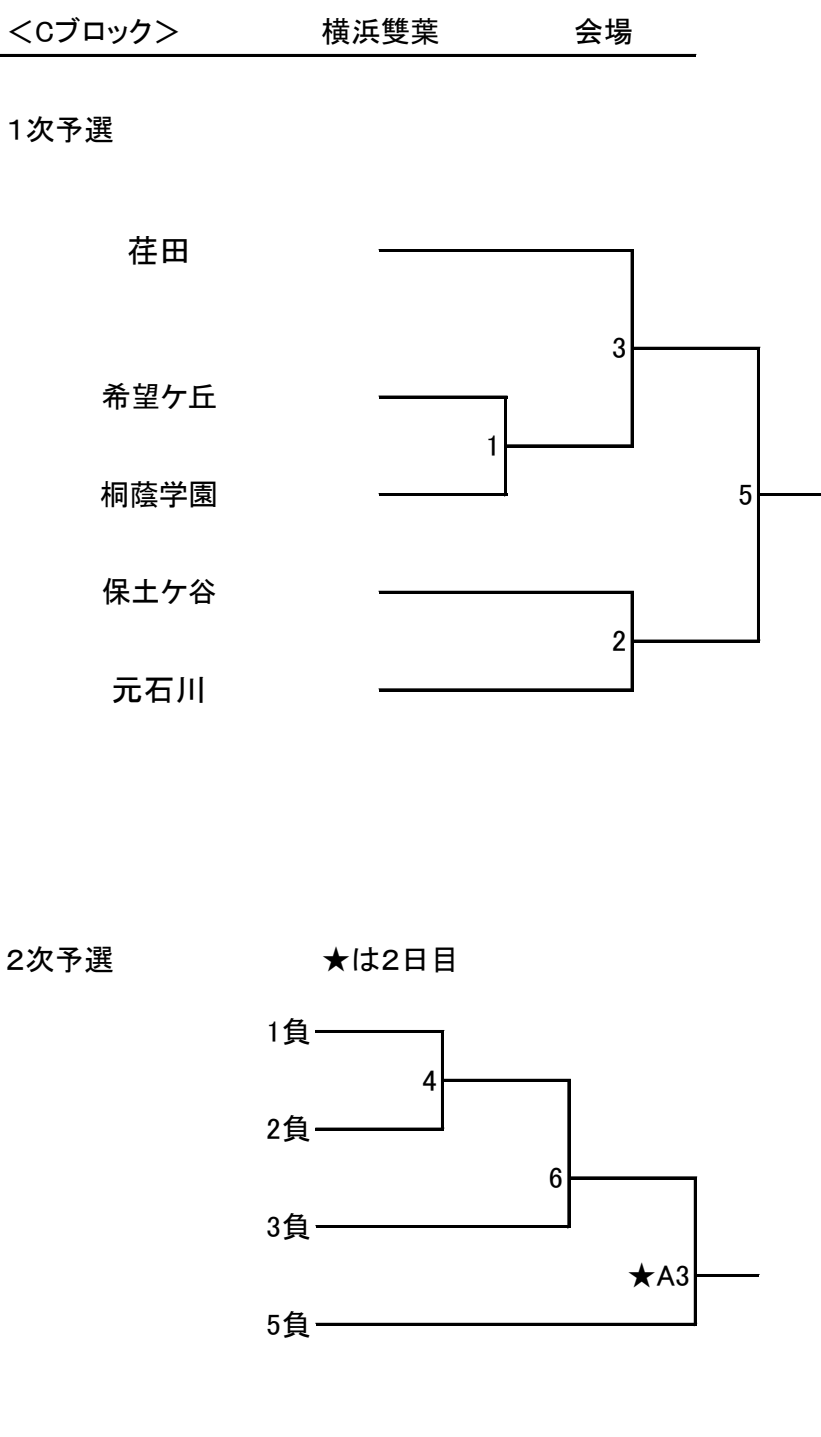 ＜Cブロック＞ 横浜雙葉 会場
１次予選
荏田
3
希望ケ丘
1
桐蔭学園
5
保土ケ谷
2
元石川
２次予選 ★は２日目
1負
4
2負
6
3負
★A3
5負